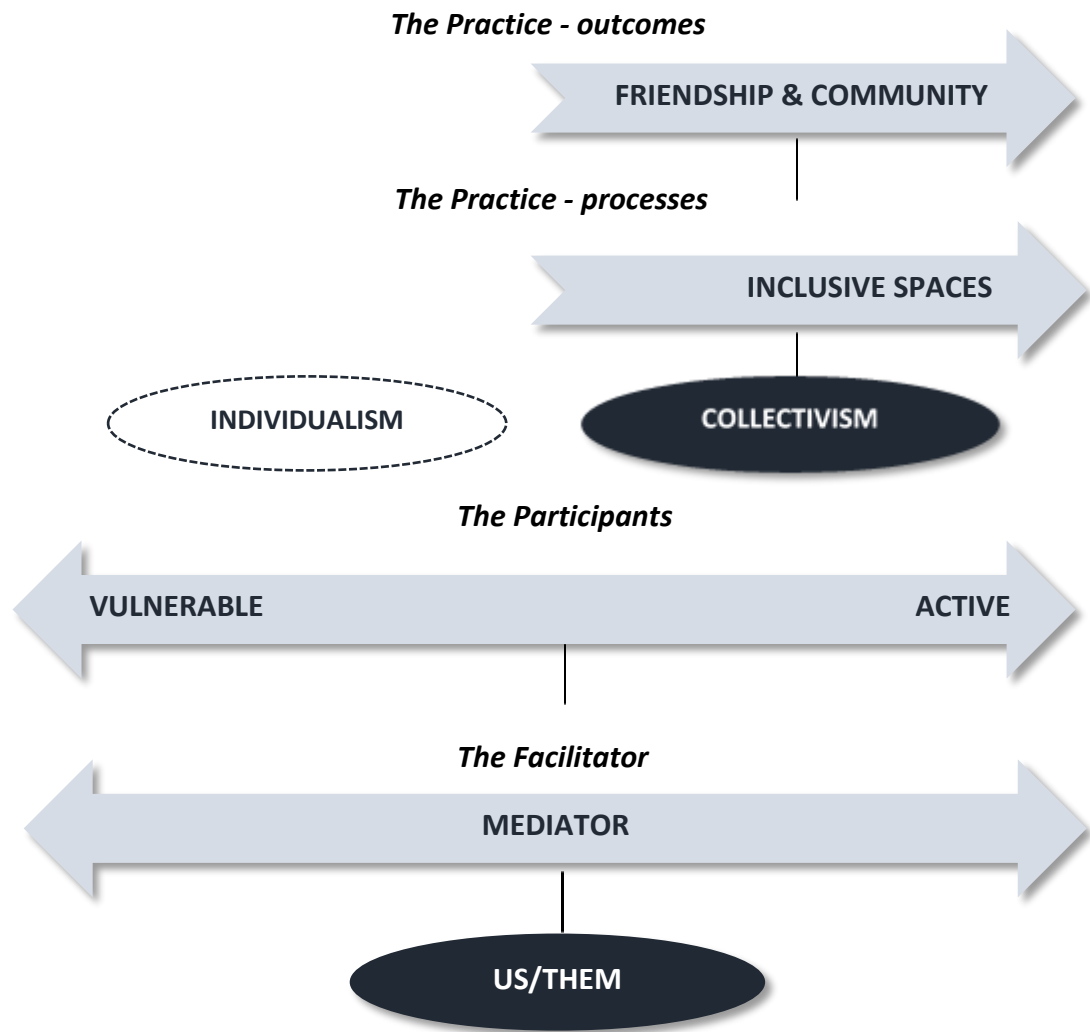 The Practice - outcomes
FRIENDSHIP & COMMUNITY
The Practice - processes
INCLUSIVE SPACES
INDIVIDUALISM
COLLECTIVISM
The Participants
VULNERABLE
ACTIVE
The Facilitator
MEDIATOR
US/THEM